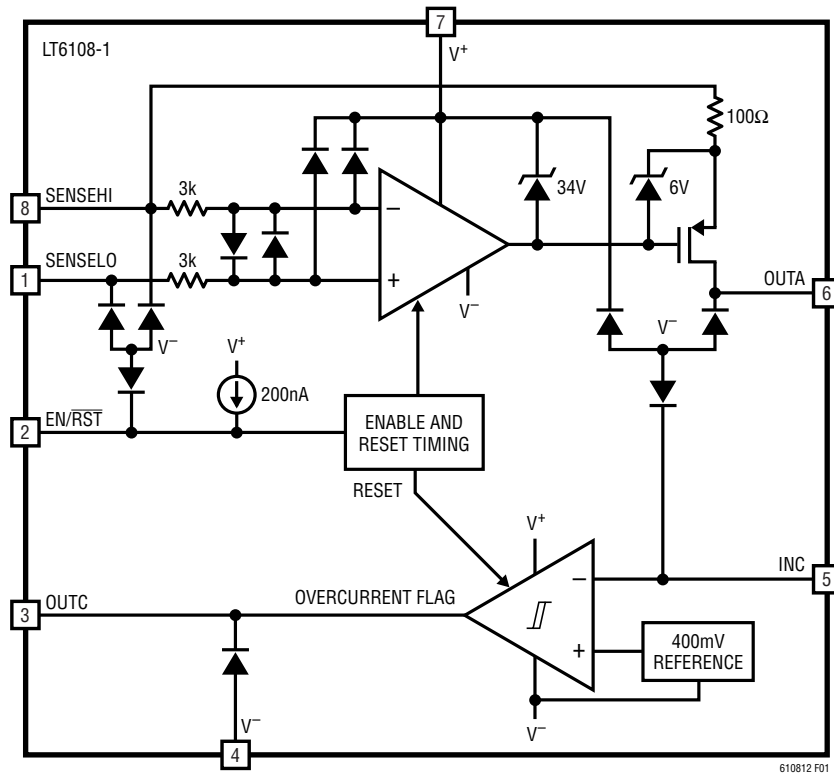 7
LT6108-1
V+
100Ω
34V
6V
3k
8 SENSEHI
−
3k
1 SENSELO
+
V−
OUTA
6
V−
V−
V+
200nA
2 EN/RST
ENABLE AND
RESET TIMING
RESET
V+
INC
5
−
OVERCURRENT FLAG
3 OUTC
+
400mV
REFERENCE
V−
V−
4
610812 F01